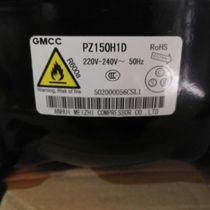 GMCC
PZ150H1D
RoHS
220V-240V~ 50Hz
R600a
Warning, Risk of fire
502000056CSLI
ANHUI MEIZHI COMPRESSOR CO.,LTD